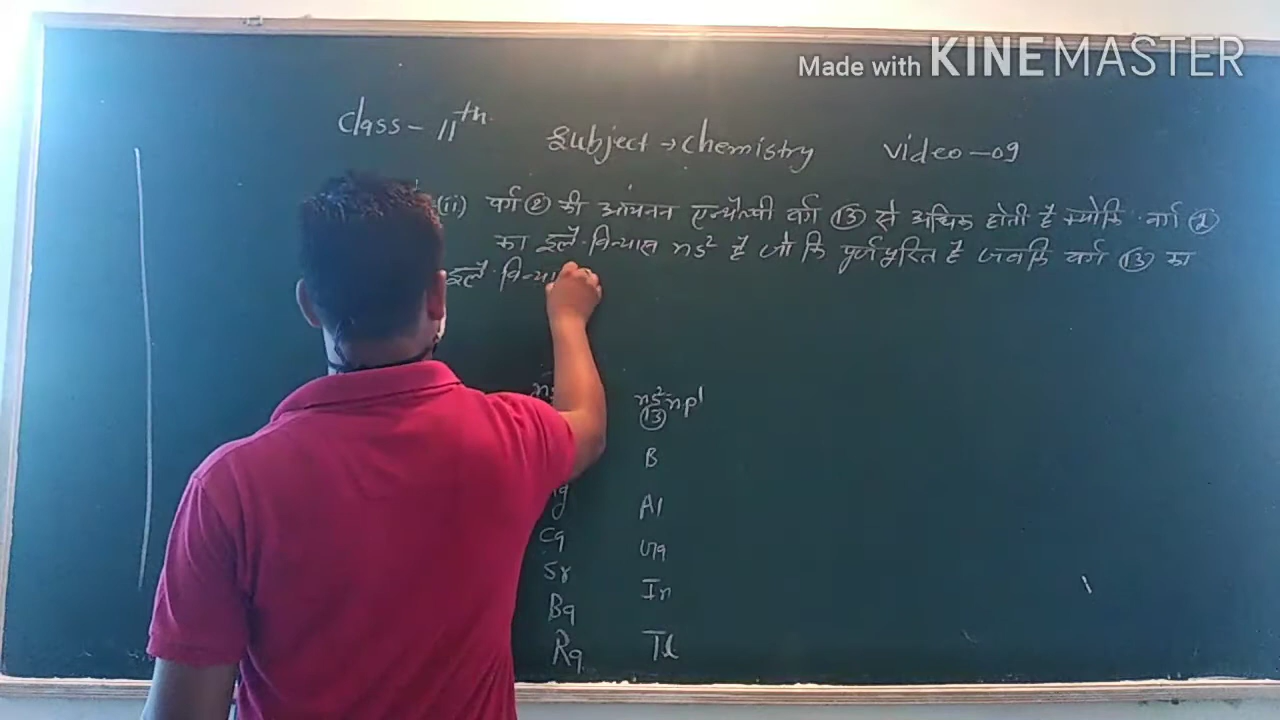 Made with KINEMASTER
Class - 11th Subject → Chemistry Video - 09
(ii) वर्ग ② की आयनन एन्थैल्पी वर्ग ⑬ से अधिक होती है क्योकि वर्ग ②
का इले. विन्यास ns² है जो कि पूर्णपूरित है जबकि वर्ग ⑬ का
इले. विन्या
ns²np¹
⑬
B
Al
Ca Ga
Sr In
Ba
Ra Tl